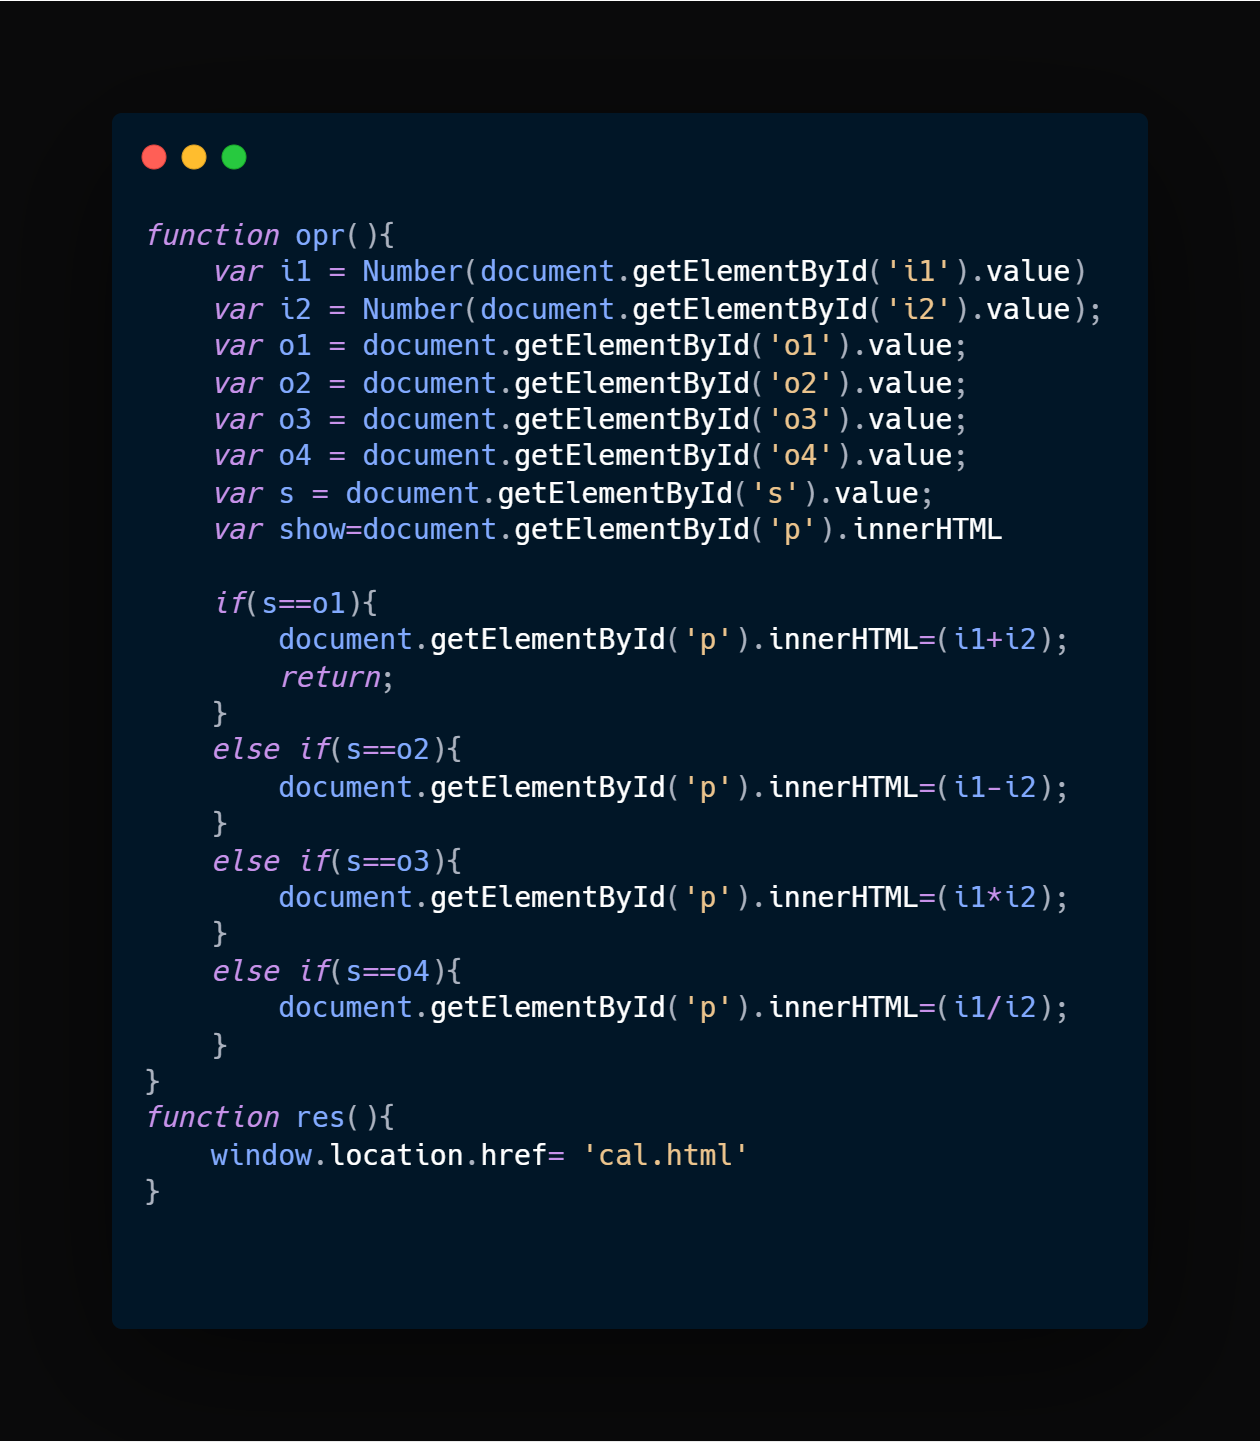 function opr(){
    var i1 = Number(document.getElementById('i1').value)
    var i2 = Number(document.getElementById('i2').value);
    var o1 = document.getElementById('o1').value;
    var o2 = document.getElementById('o2').value;
    var o3 = document.getElementById('o3').value;
    var o4 = document.getElementById('o4').value;
    var s = document.getElementById('s').value;
    var show=document.getElementById('p').innerHTML

    if(s==o1){
        document.getElementById('p').innerHTML=(i1+i2);
        return;
    }
    else if(s==o2){
        document.getElementById('p').innerHTML=(i1-i2);
    }
    else if(s==o3){
        document.getElementById('p').innerHTML=(i1*i2);
    }
    else if(s==o4){
        document.getElementById('p').innerHTML=(i1/i2);
    }
}
function res(){
    window.location.href= 'cal.html'
}